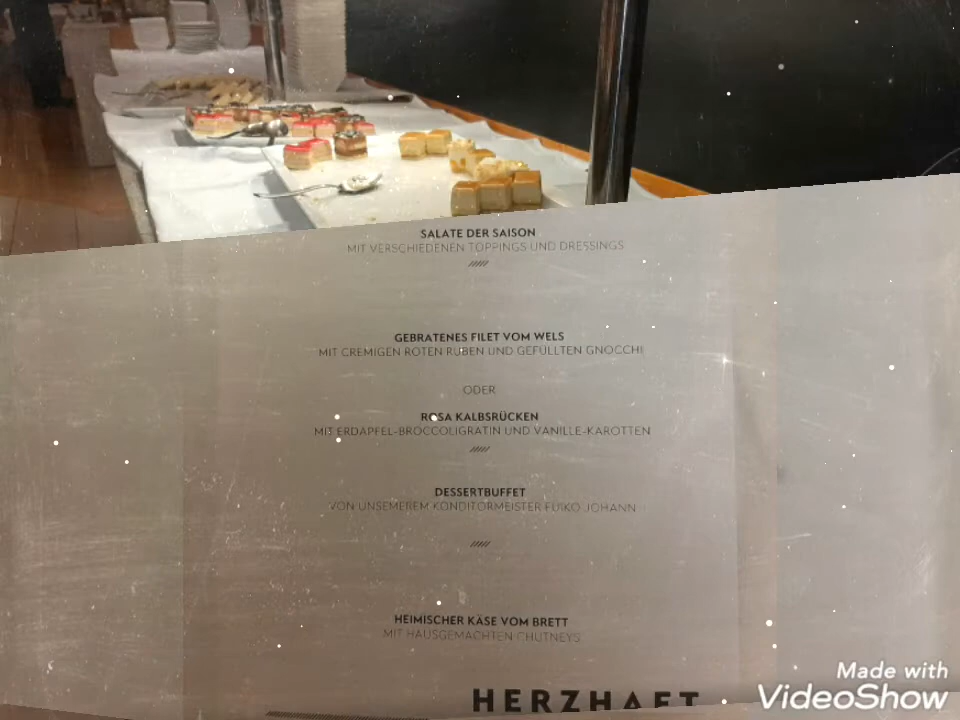 SALATE DER SAISON
MIT VERSCHIEDENEN TOPPINGS UND DRESSINGS
GEBRATENES FILET VOM WELS
MIT CREMIGEN ROTEN RÜBEN UND GEFÜLLTEN GNOCCHI
ODER
ROSA KALBSRÜCKEN
MIT ERDÄPFEL-BROCCOLIGRATIN UND VANILLE-KAROTTEN
DESSERTBUFFET
VON UNSEMEREM KONDITORMEISTER FUIKO JOHANN
HEIMISCHER KÄSE VOM BRETT
MIT HAUSGEMACHTEN CHUTNEYS
HERZHAFT
Made with
VideoShow